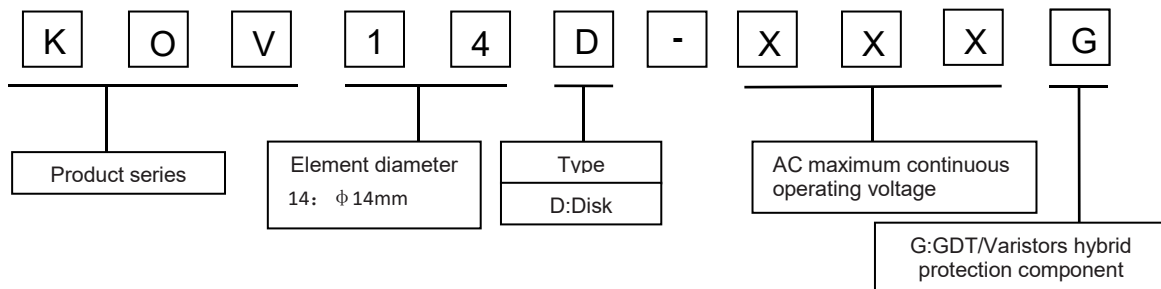 K O V 1 4 D - X X X G
Product series
Element diameter
14： ф14mm
Type
D:Disk
AC maximum continuous
operating voltage
G:GDT/Varistors hybrid
protection component